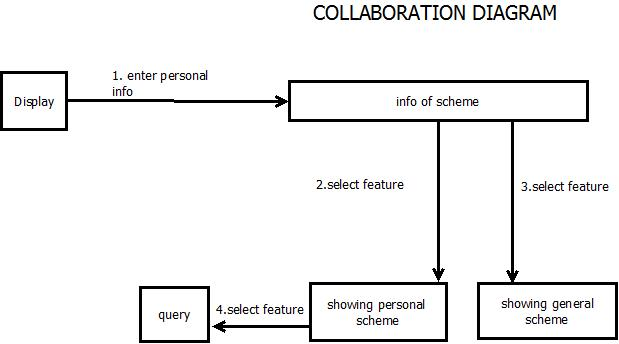 COLLABORATION DIAGRAM
1. enter personal
info
Display
info of scheme
2.select feature
3.select feature
query
4.select feature
showing personal
scheme
showing general
scheme